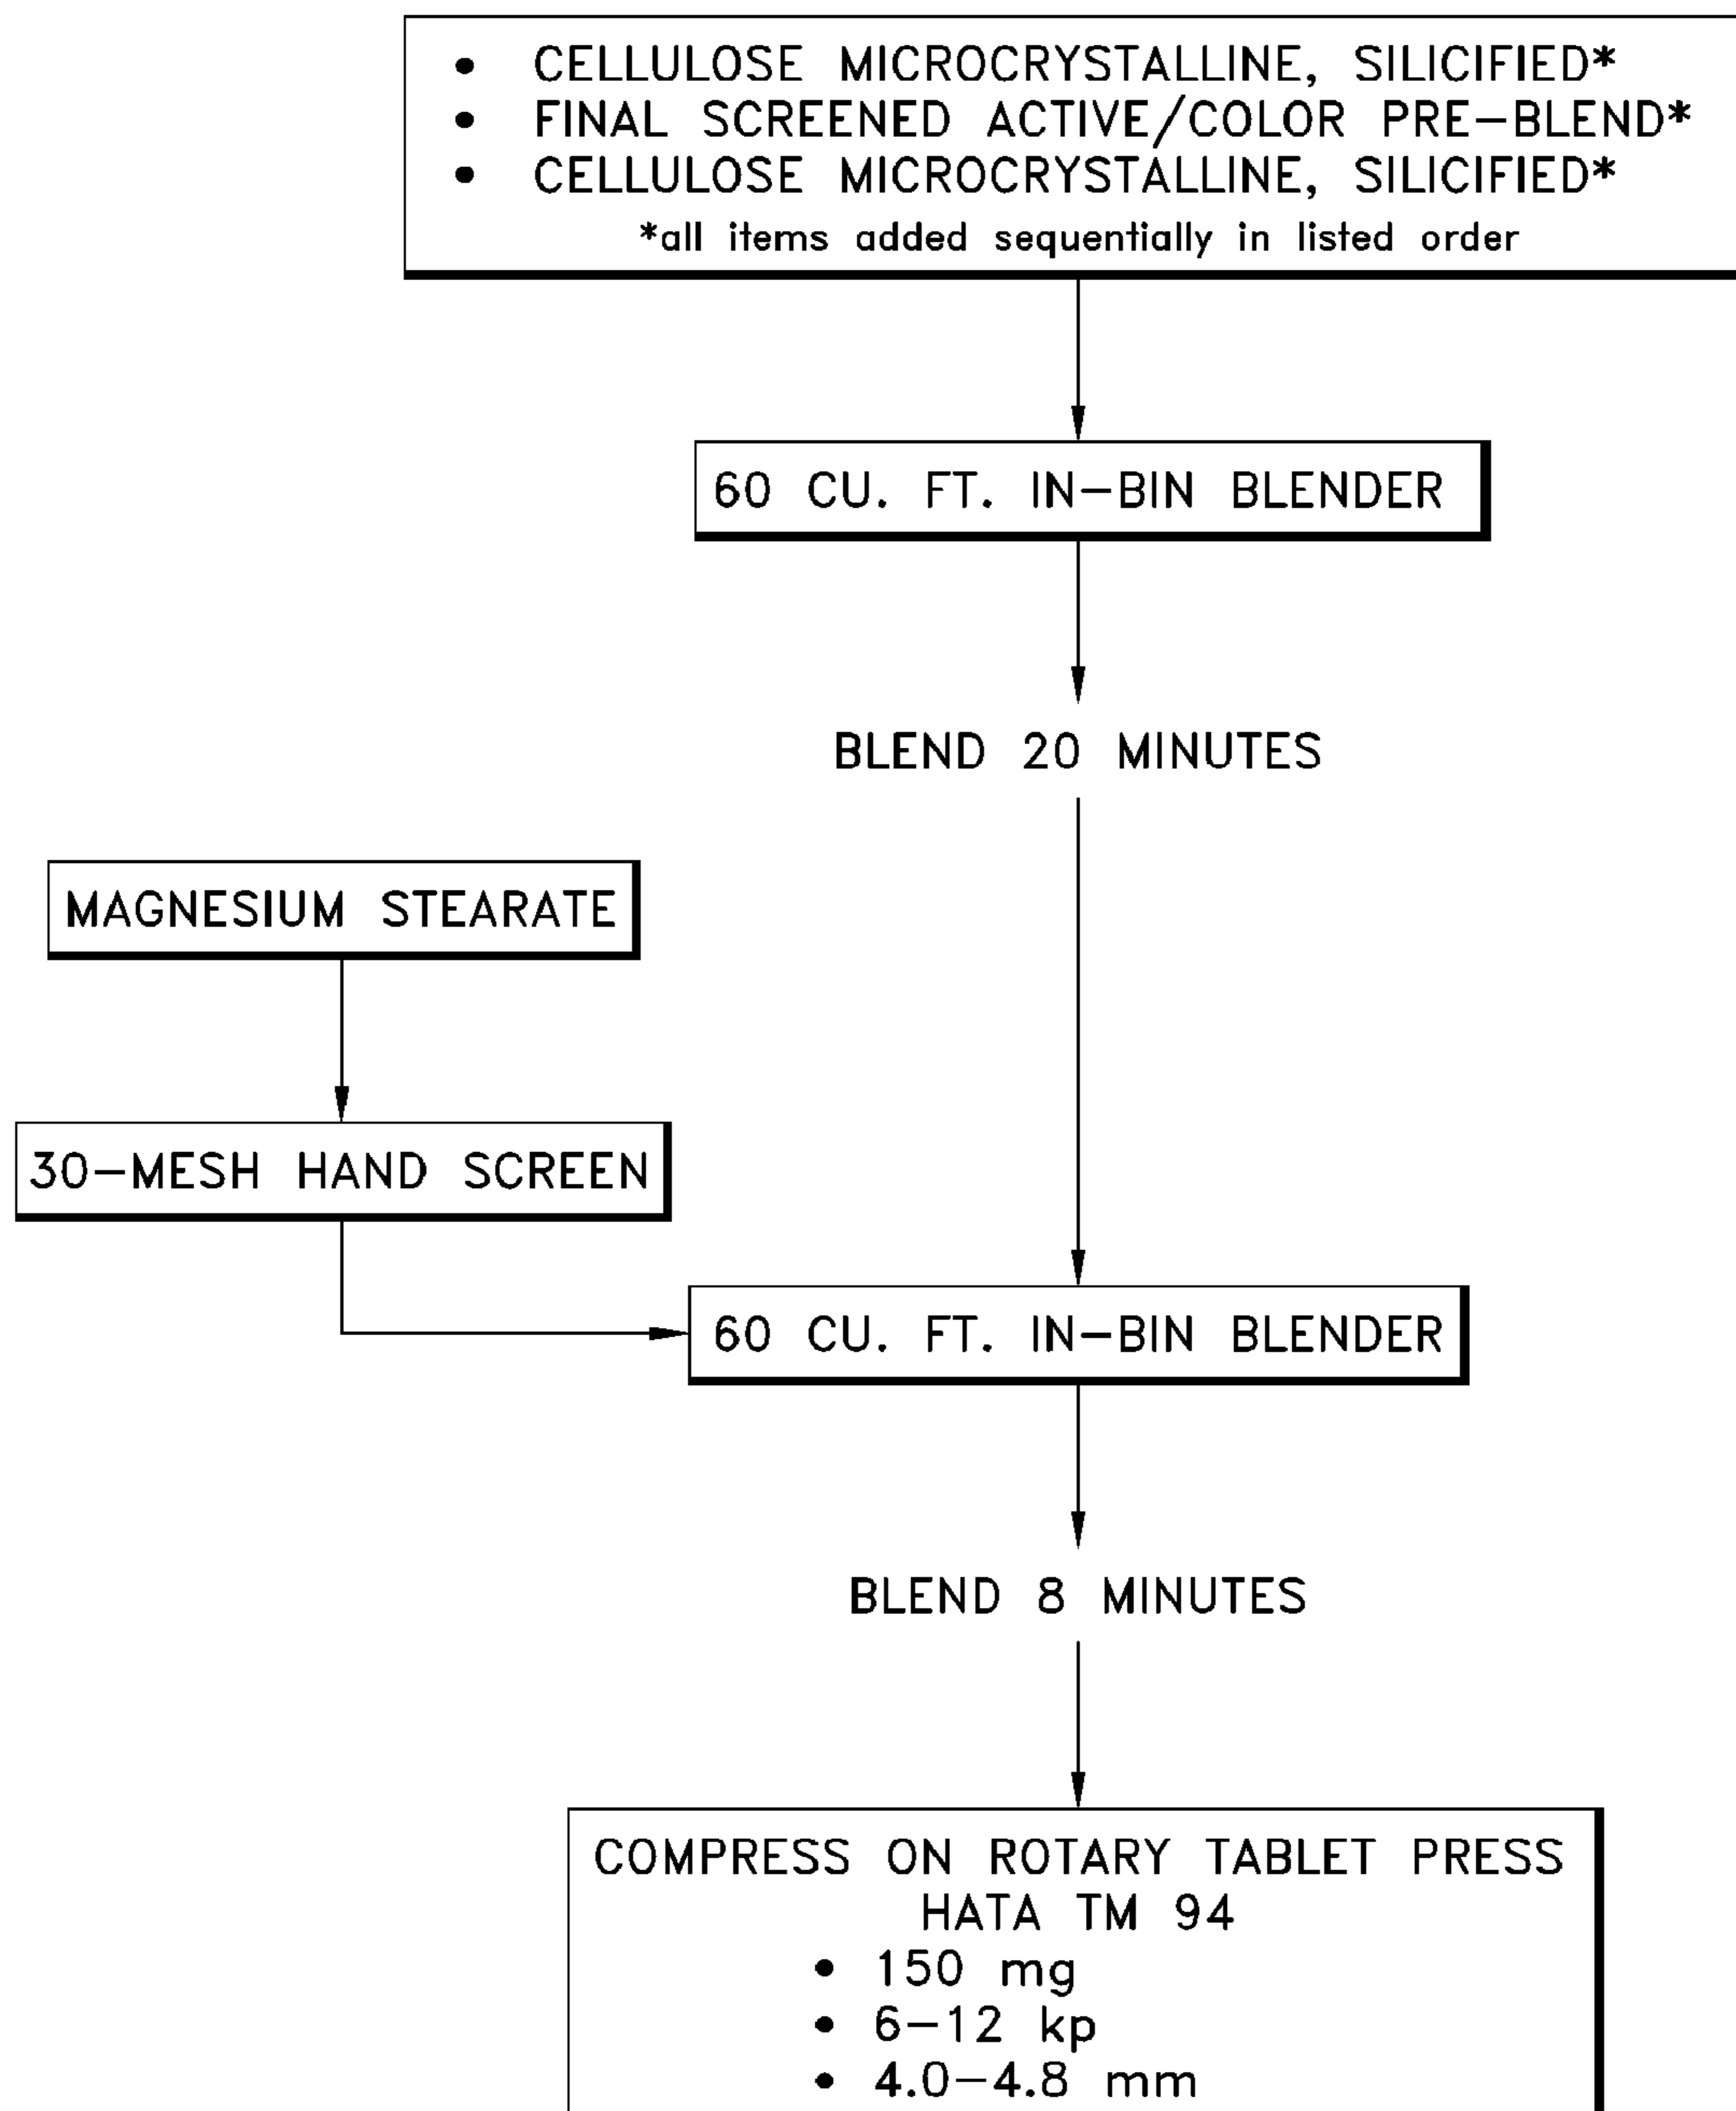 • CELLULOSE MICROCRYSTALLINE, SILICIFIED*
• FINAL SCREENED ACTIVE/COLOR PRE-BLEND*
• CELLULOSE MICROCRYSTALLINE, SILICIFIED*
*all items added sequentially in listed order
60 CU. FT. IN-BIN BLENDER
BLEND 20 MINUTES
MAGNESIUM STEARATE
30-MESH HAND SCREEN
60 CU. FT. IN-BIN BLENDER
BLEND 8 MINUTES
COMPRESS ON ROTARY TABLET PRESS
HATA TM 94
• 150 mg
• 6-12 kp
• 4.0-4.8 mm